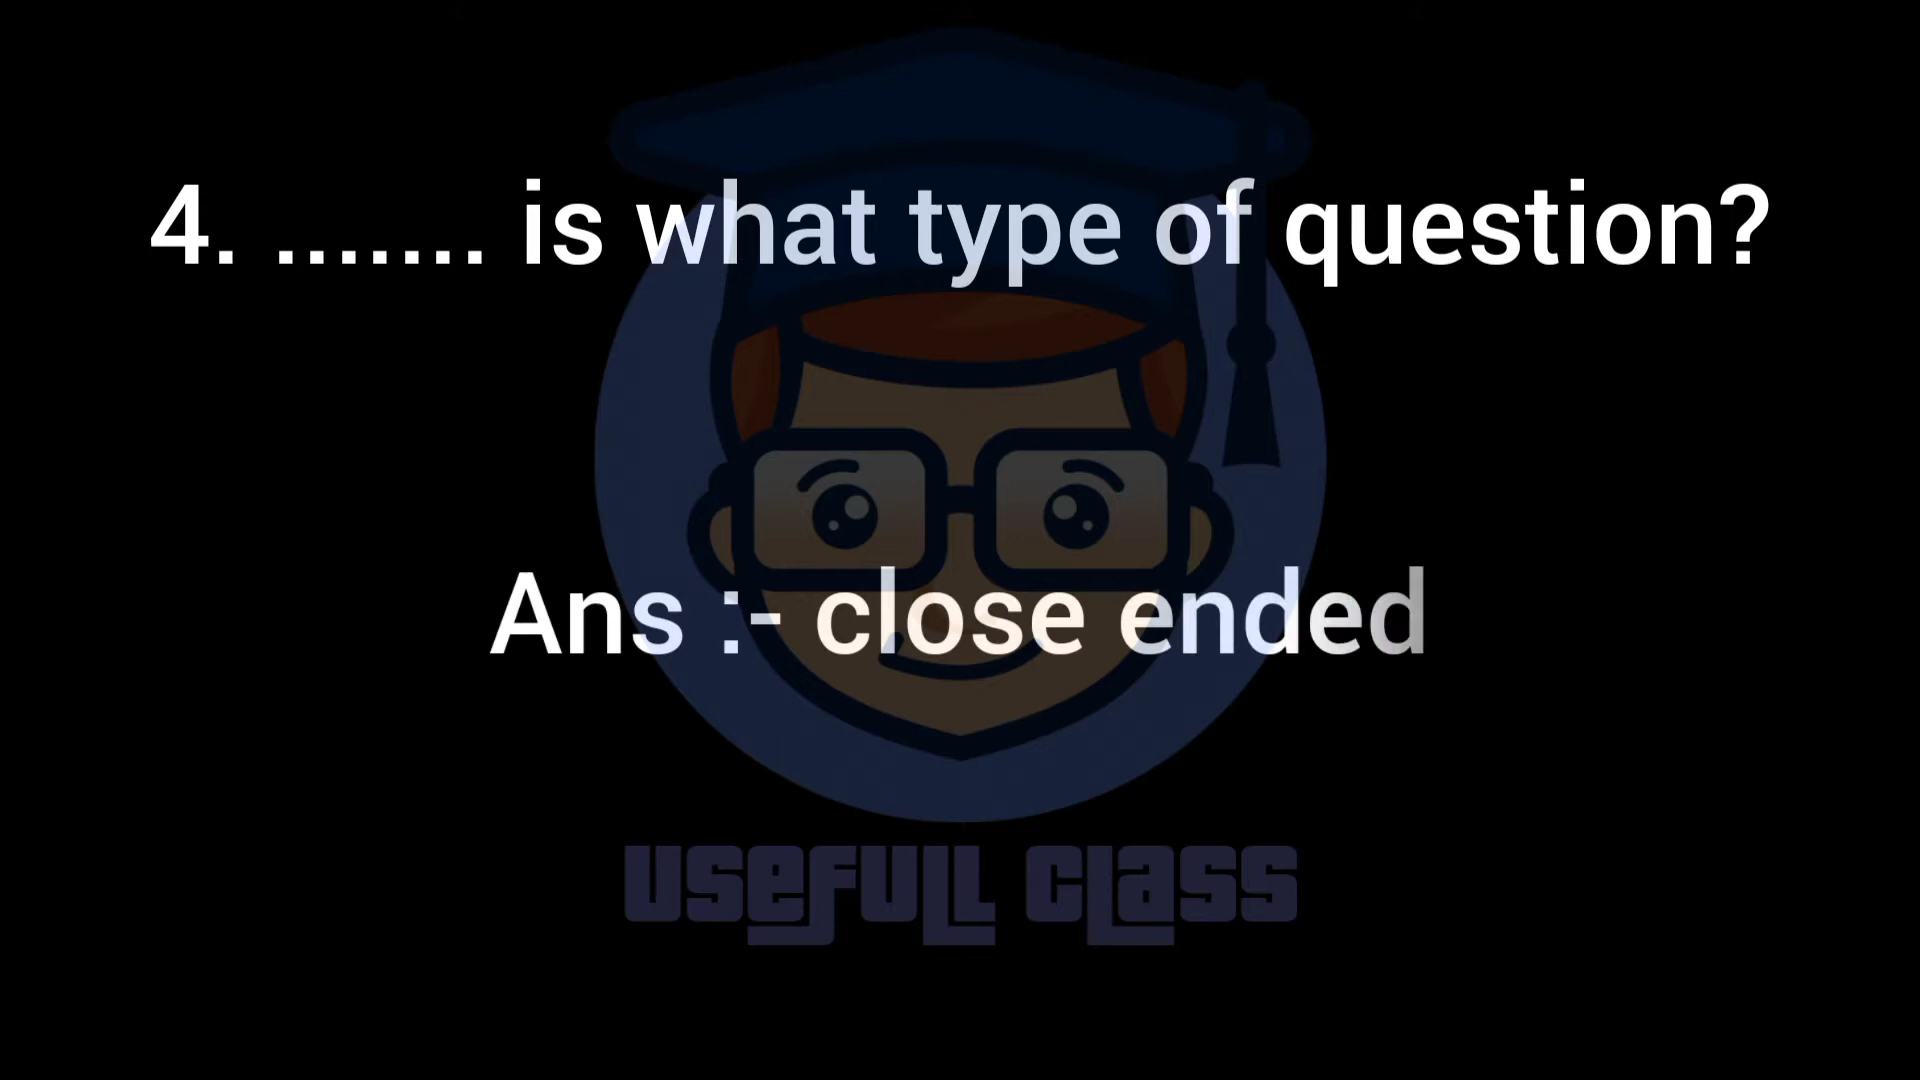 4. ....... is what type of question?
Ans :- close ended
USEFULL CLASS